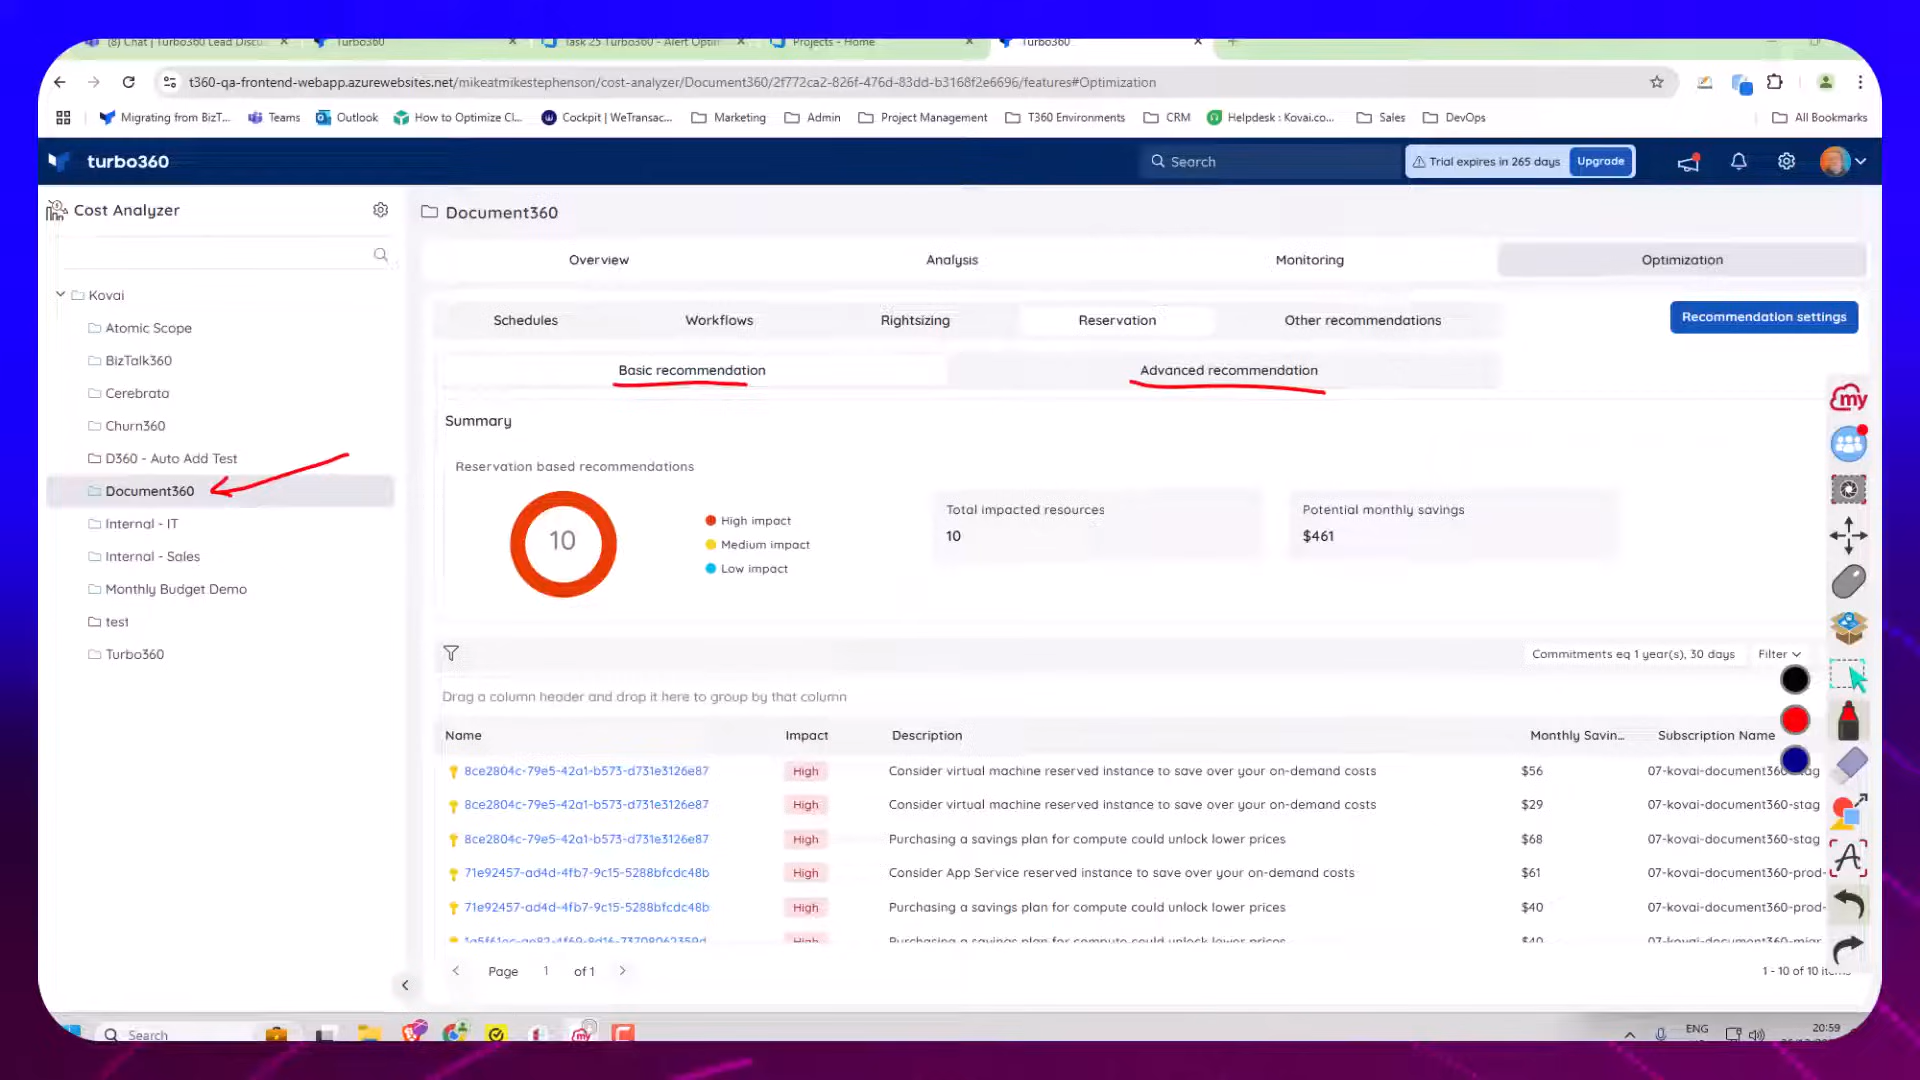 (8) Chat | Turbo360 Lead Discu
Turbo360
Task 25 Turbo360 - Alert Optim
Projects - Home
Turbo360
t360-qa-frontend-webapp.azurewebsites.net/mikeatmikestephenson/cost-analyzer/Document360/2f772ca2-826f-476d-83dd-b3168f2e6696/features#Optimization
Migrating from BizT...
Teams
Outlook
How to Optimize Cl...
Cockpit | WeTransac...
Marketing
Admin
Project Management
T360 Environments
CRM
Helpdesk : Kovai.co...
Sales
DevOps
All Bookmarks
turbo360
Search
Trial expires in 265 days
Upgrade
Cost Analyzer
Kovai
Atomic Scope
BizTalk360
Cerebrata
Churn360
D360 - Auto Add Test
Document360
Internal - IT
Internal - Sales
Monthly Budget Demo
test
Turbo360
Document360
Overview
Analysis
Monitoring
Optimization
Schedules
Workflows
Rightsizing
Reservation
Other recommendations
Recommendation settings
Basic recommendation
Advanced recommendation
Summary
Reservation based recommendations
10
High impact
Medium impact
Low impact
Total impacted resources
10
Potential monthly savings
$461
Commitments eq 1 year(s), 30 days
Filter
Drag a column header and drop it here to group by that column
Name Impact Description Monthly Savin... Subscription Name
8ce2804c-79e5-42a1-b573-d731e3126e87 High Consider virtual machine reserved instance to save over your on-demand costs $56 07-kovai-document360-stag
8ce2804c-79e5-42a1-b573-d731e3126e87 High Consider virtual machine reserved instance to save over your on-demand costs $29 07-kovai-document360-stag
8ce2804c-79e5-42a1-b573-d731e3126e87 High Purchasing a savings plan for compute could unlock lower prices $68 07-kovai-document360-stag
71e92457-ad4d-4fb7-9c15-5288bfcdc48b High Consider App Service reserved instance to save over your on-demand costs $61 07-kovai-document360-prod-
71e92457-ad4d-4fb7-9c15-5288bfcdc48b High Purchasing a savings plan for compute could unlock lower prices $40 07-kovai-document360-prod-
High Purchasing a savings plan for compute could unlock lower prices $40 07-kovai-document360-migr
Page 1 of 1
1 - 10 of 10 items
my
A
Search
ENG
20:59